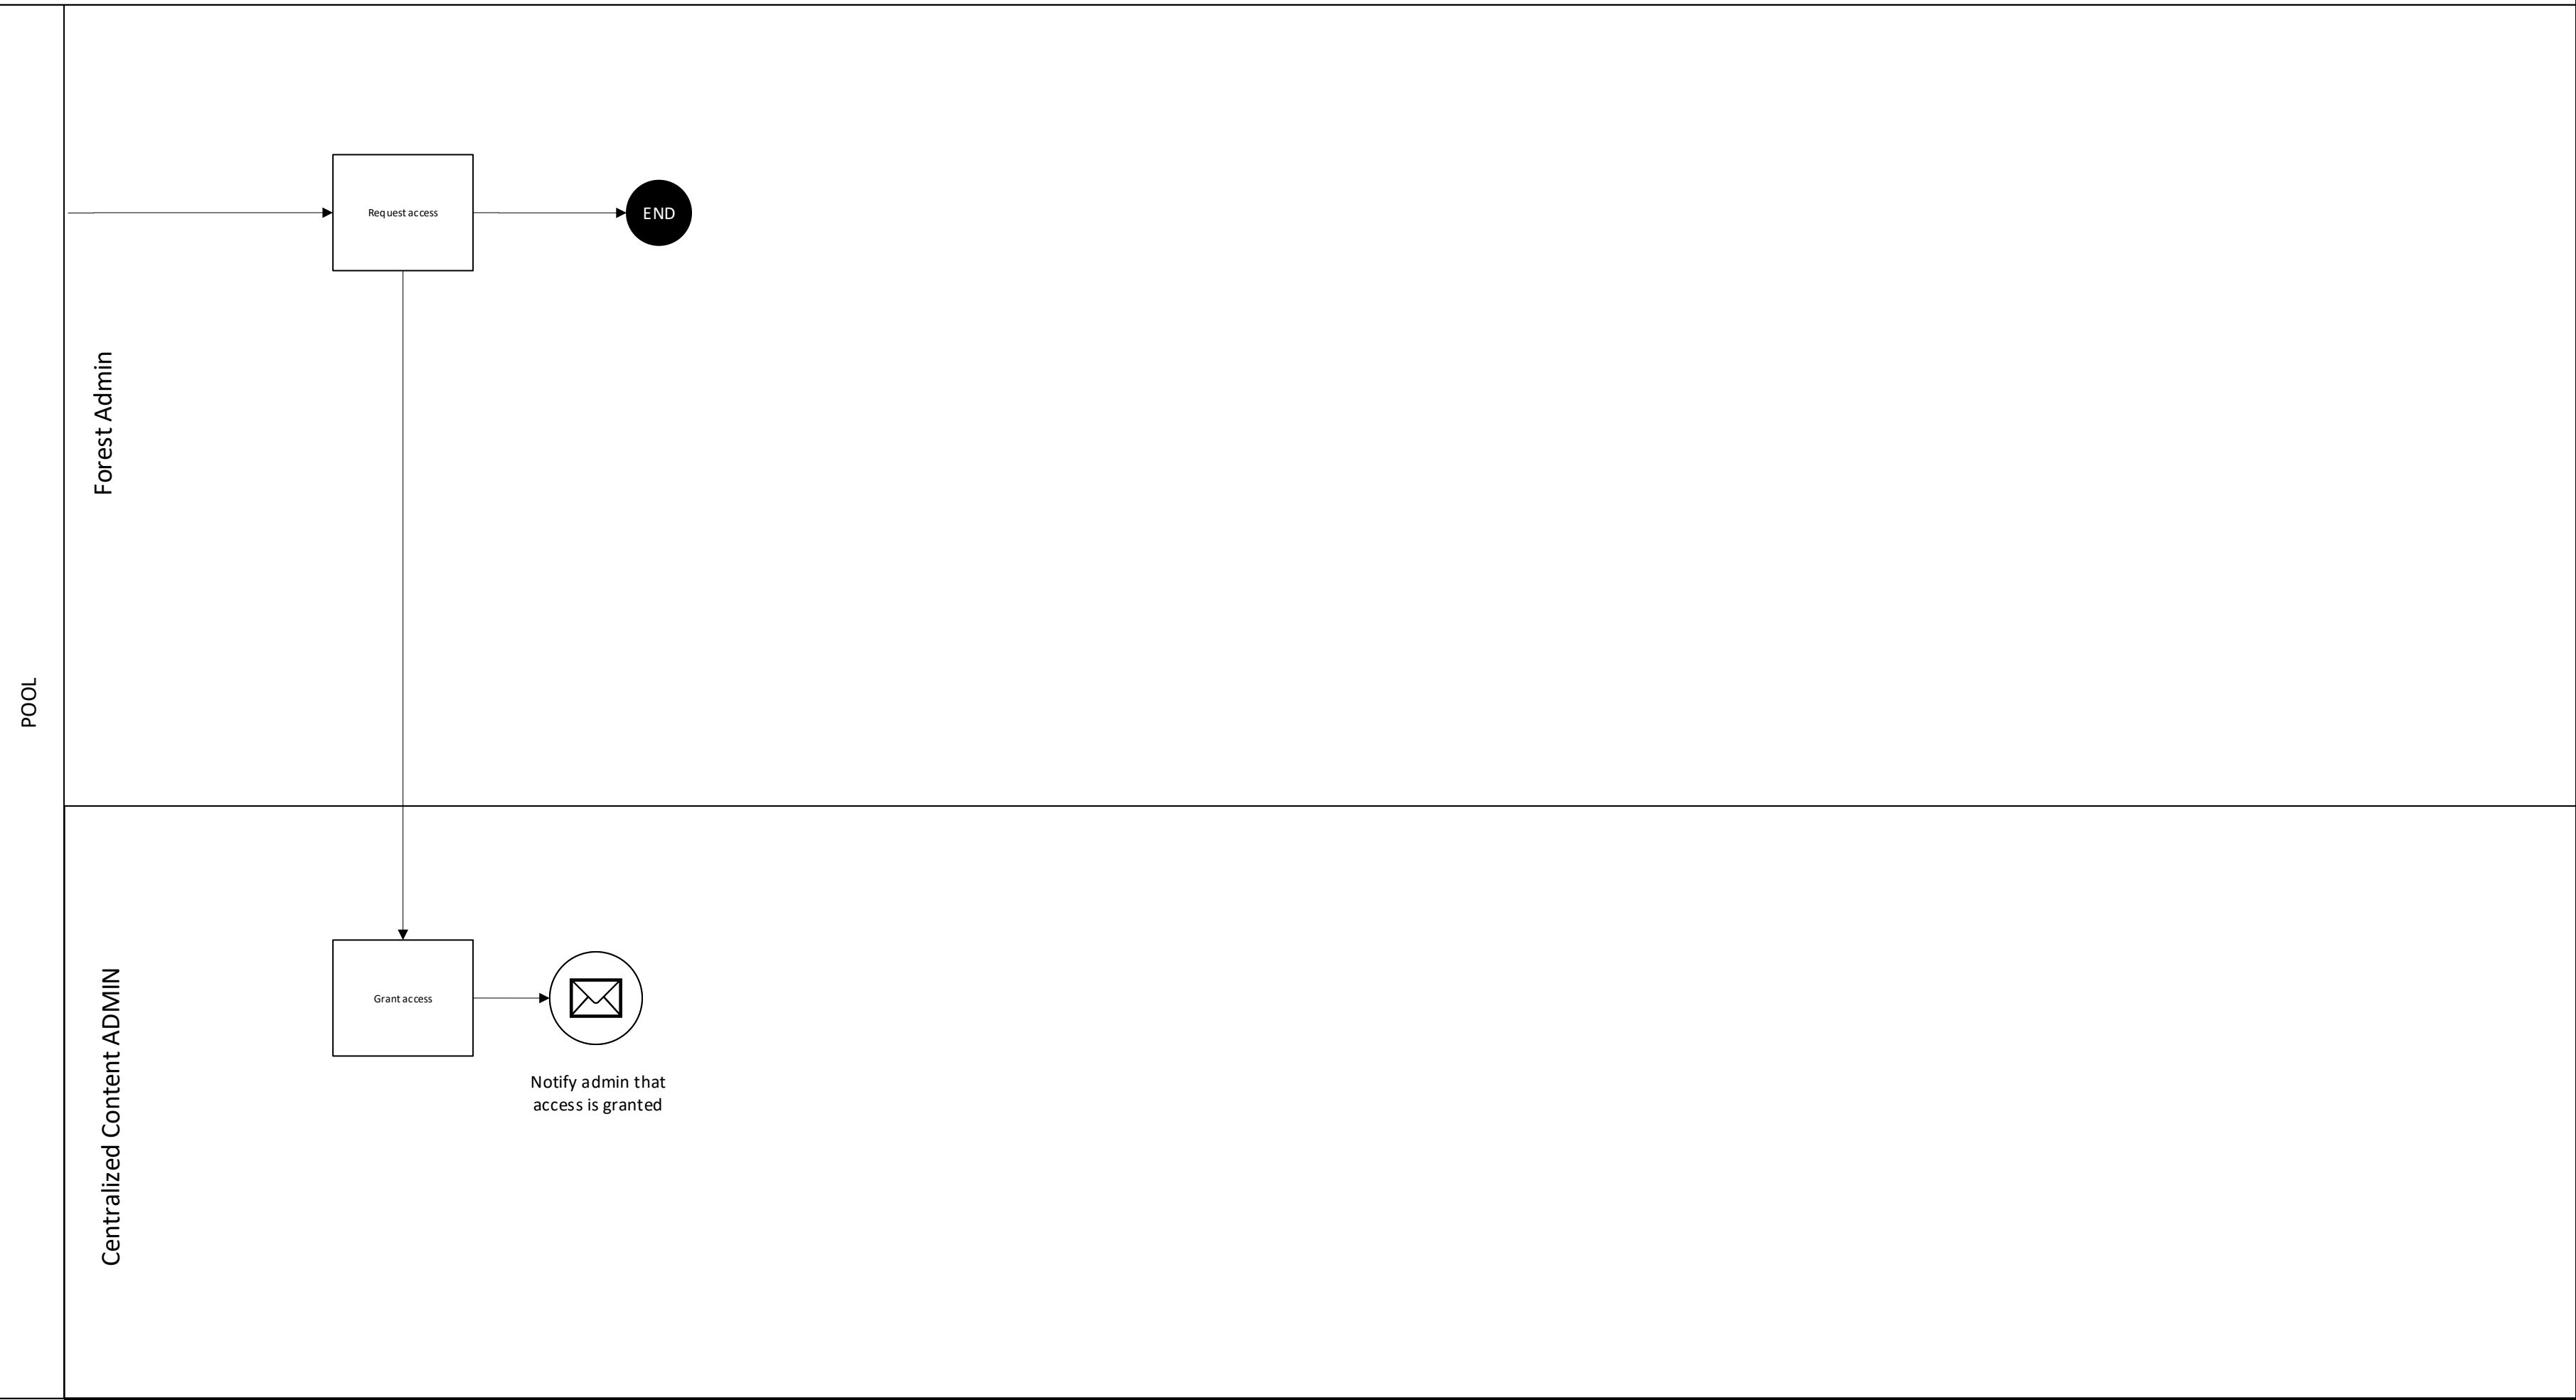 POOL
Forest Admin
Request access
END
Centralized Content ADMIN
Grant access
Notify admin that
access is granted